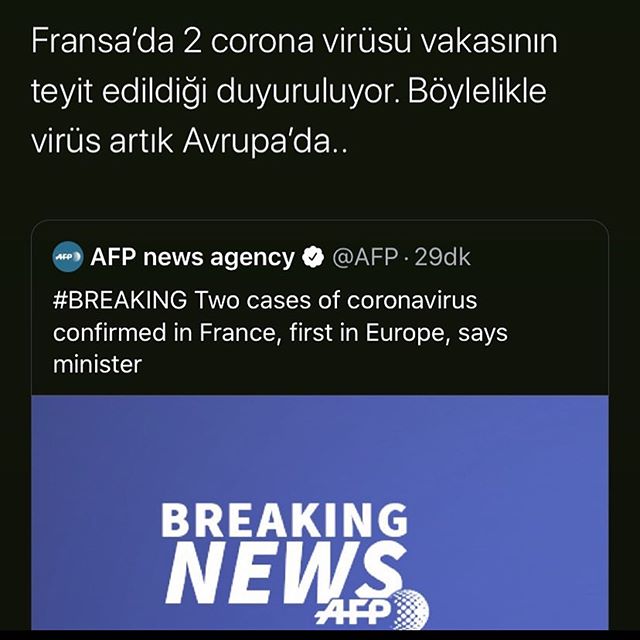 Fransa’da 2 corona virüsü vakasının
teyit edildiği duyuruluyor. Böylelikle
virüs artık Avrupa’da..
AFP AFP news agency @AFP · 29dk
#BREAKING Two cases of coronavirus
confirmed in France, first in Europe, says
minister
BREAKING
NEWS
AFP